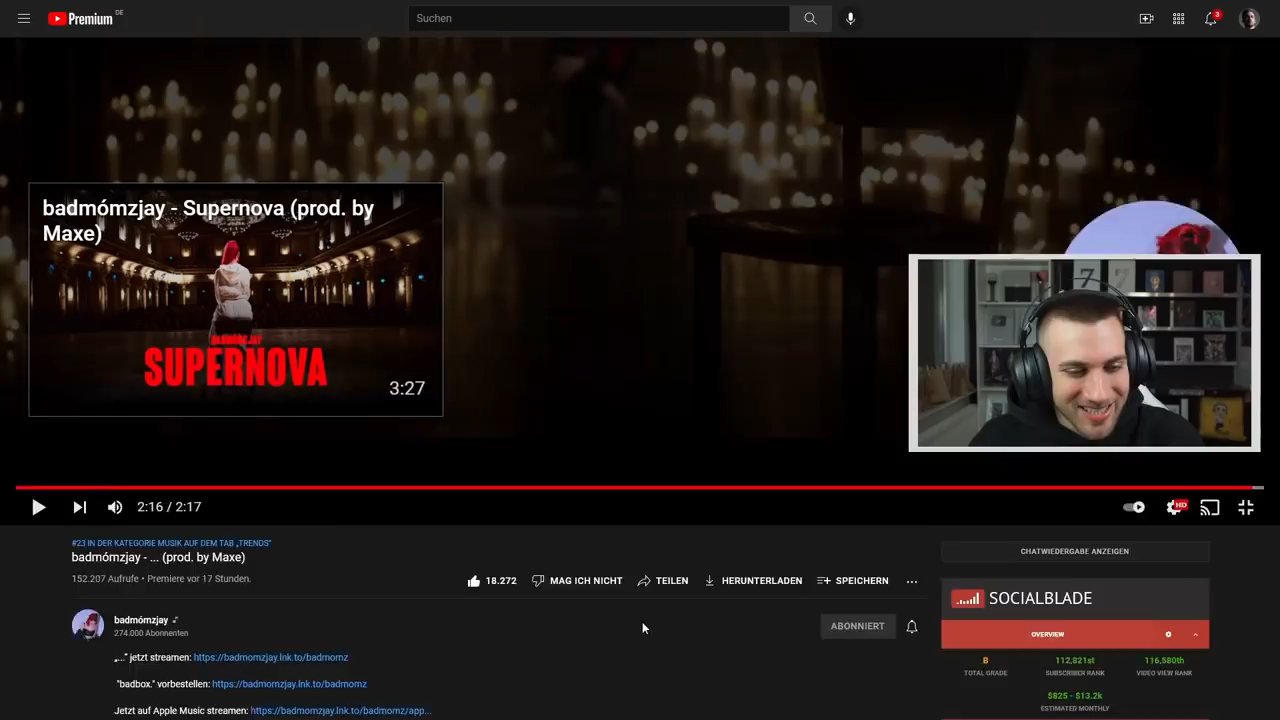 Premium DE
Suchen
3
badmómzjay - Supernova (prod. by
Maxe)
BADMÓMZJAY
SUPERNOVA
3:27
7
2:16 / 2:17
HD
#23 IN DER KATEGORIE MUSIK AUF DEM TAB „TRENDS“
badmómzjay - ... (prod. by Maxe)
152.207 Aufrufe • Premiere vor 17 Stunden.
18.272
MAG ICH NICHT
TEILEN
HERUNTERLADEN
SPEICHERN
badmómzjay
274.000 Abonnenten
ABONNIERT
„...“ jetzt streamen: https://badmomzjay.lnk.to/badmomz
"badbox." vorbestellen: https://badmomzjay.lnk.to/badmomz
Jetzt auf Apple Music streamen: https://badmomzjay.lnk.to/badmomz/app...
CHATWIEDERGABE ANZEIGEN
SOCIALBLADE
OVERVIEW
B
TOTAL GRADE
112,821st
SUBSCRIBER RANK
116,580th
VIDEO VIEW RANK
$825 - $13.2k
ESTIMATED MONTHLY